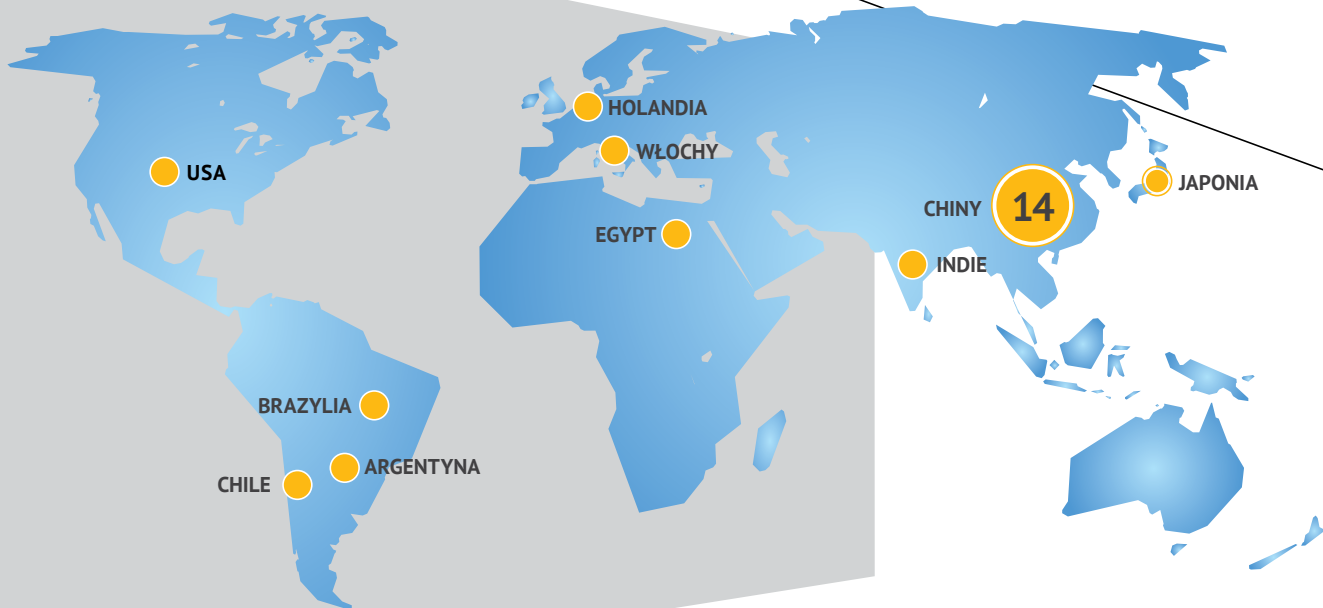 HOLANDIA
WŁOCHY
USA
JAPONIA
CHINY
14
EGYPT
INDIE
BRAZYLIA
ARGENTYNA
CHILE